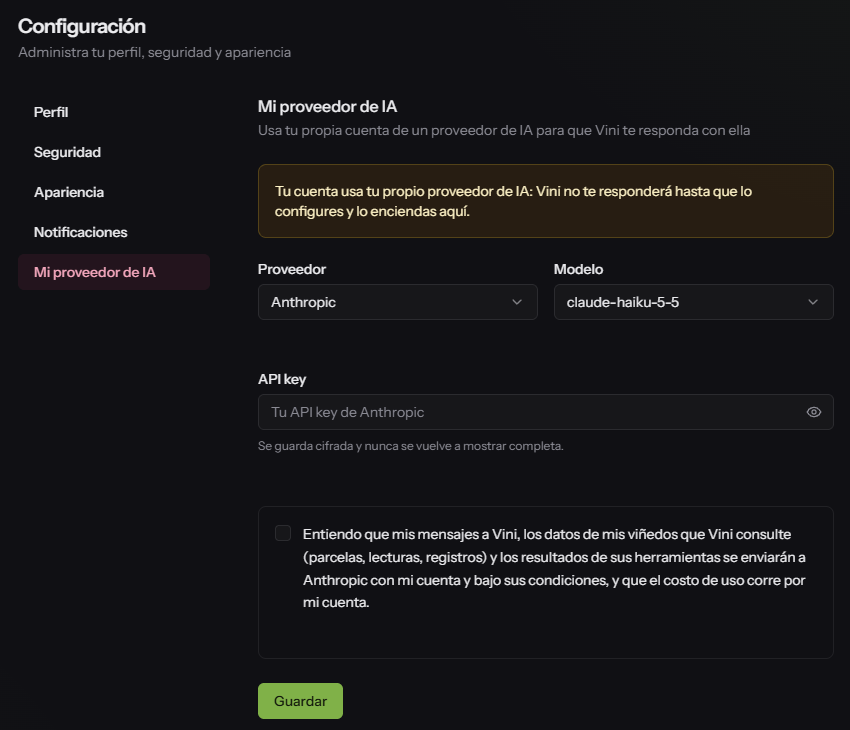 Configuración
Administra tu perfil, seguridad y apariencia
Perfil
Seguridad
Apariencia
Notificaciones
Mi proveedor de IA
Mi proveedor de IA
Usa tu propia cuenta de un proveedor de IA para que Vini te responda con ella
Tu cuenta usa tu propio proveedor de IA: Vini no te responderá hasta que lo
configures y lo enciendas aquí.
Proveedor
Modelo
Anthropic
claude-haiku-5-5
API key
Tu API key de Anthropic
Se guarda cifrada y nunca se vuelve a mostrar completa.
Entiendo que mis mensajes a Vini, los datos de mis viñedos que Vini consulte
(parcelas, lecturas, registros) y los resultados de sus herramientas se enviarán a
Anthropic con mi cuenta y bajo sus condiciones, y que el costo de uso corre por
mi cuenta.
Guardar